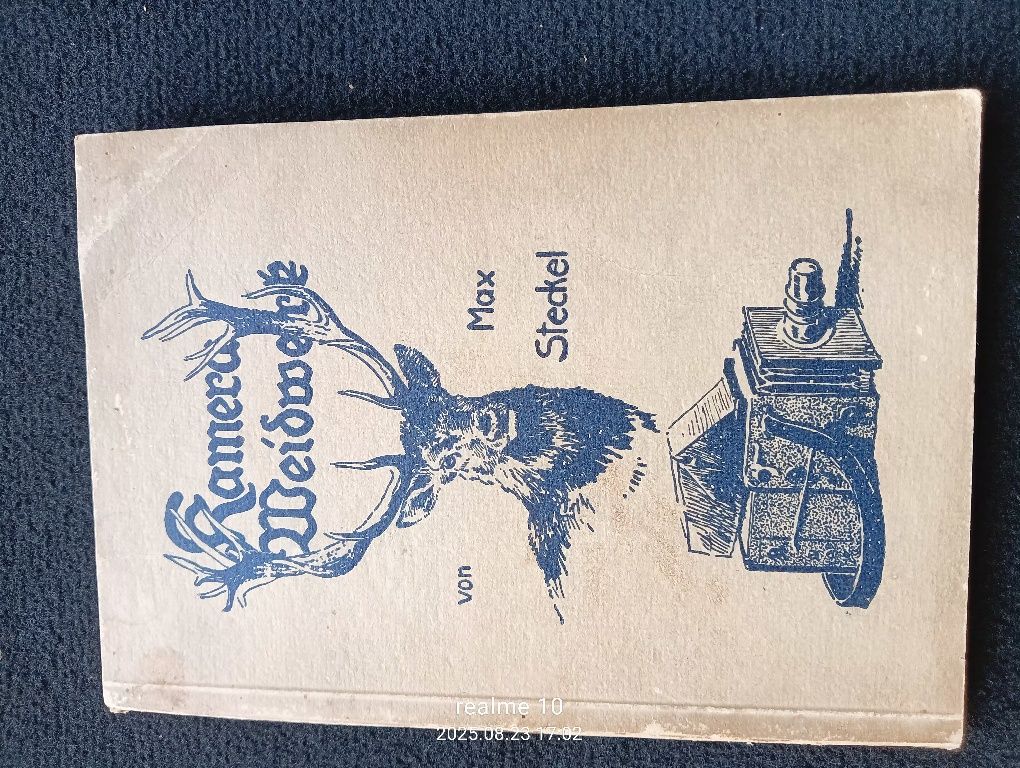 Kamera-
Weidwerk
von
Max
Steckel
realme 10
2025.08.23 17:02